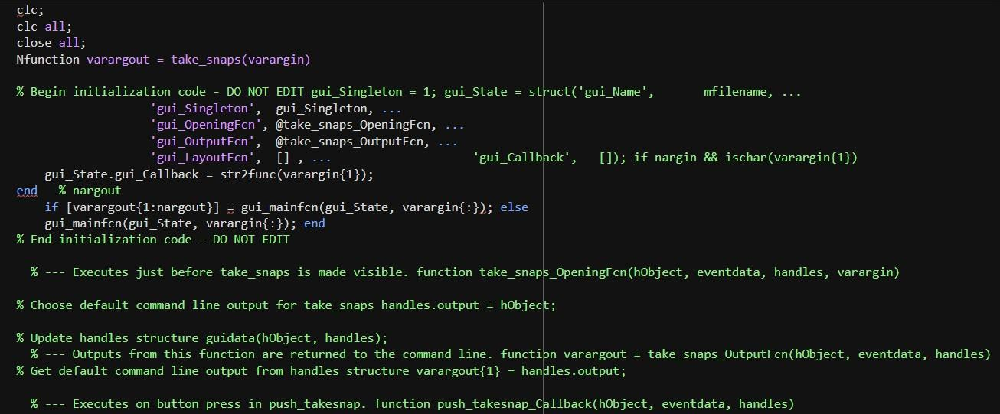 clc;
clc all;
close all;
Nfunction varargout = take_snaps(varargin)
% Begin initialization code - DO NOT EDIT gui_Singleton = 1; gui_State = struct('gui_Name',       mfilename, ...
'gui_Singleton',  gui_Singleton, ...
'gui_OpeningFcn', @take_snaps_OpeningFcn, ...
'gui_OutputFcn',  @take_snaps_OutputFcn, ...
'gui_LayoutFcn',  [] , ...                    'gui_Callback',   []); if nargin && ischar(varargin{1})
gui_State.gui_Callback = str2func(varargin{1});
end   % nargout
if [varargout{1:nargout}] = gui_mainfcn(gui_State, varargin{:}); else
gui_mainfcn(gui_State, varargin{:}); end
% End initialization code - DO NOT EDIT
% --- Executes just before take_snaps is made visible. function take_snaps_OpeningFcn(hObject, eventdata, handles, varargin)
% Choose default command line output for take_snaps handles.output = hObject;
% Update handles structure guidata(hObject, handles);
% --- Outputs from this function are returned to the command line. function varargout = take_snaps_OutputFcn(hObject, eventdata, handles)
% Get default command line output from handles structure varargout{1} = handles.output;
% --- Executes on button press in push_takesnap. function push_takesnap_Callback(hObject, eventdata, handles)